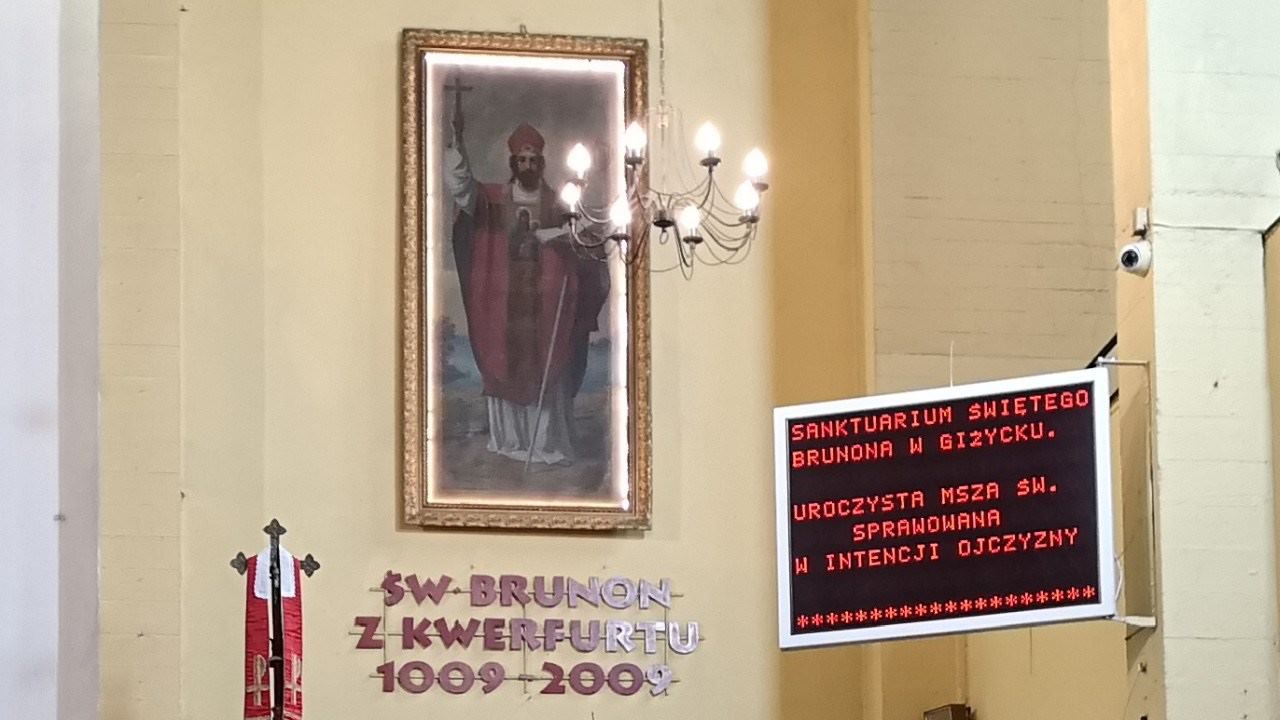 ŚW. BRUNON
Z KWERFURTU
1009-2009
SANKTUARIUM ŚWIĘTEGO
BRUNONA W GIŻYCKU.
UROCZYSTA MSZA ŚW.
SPRAWOWANA
W INTENCJI OJCZYZNY
********************